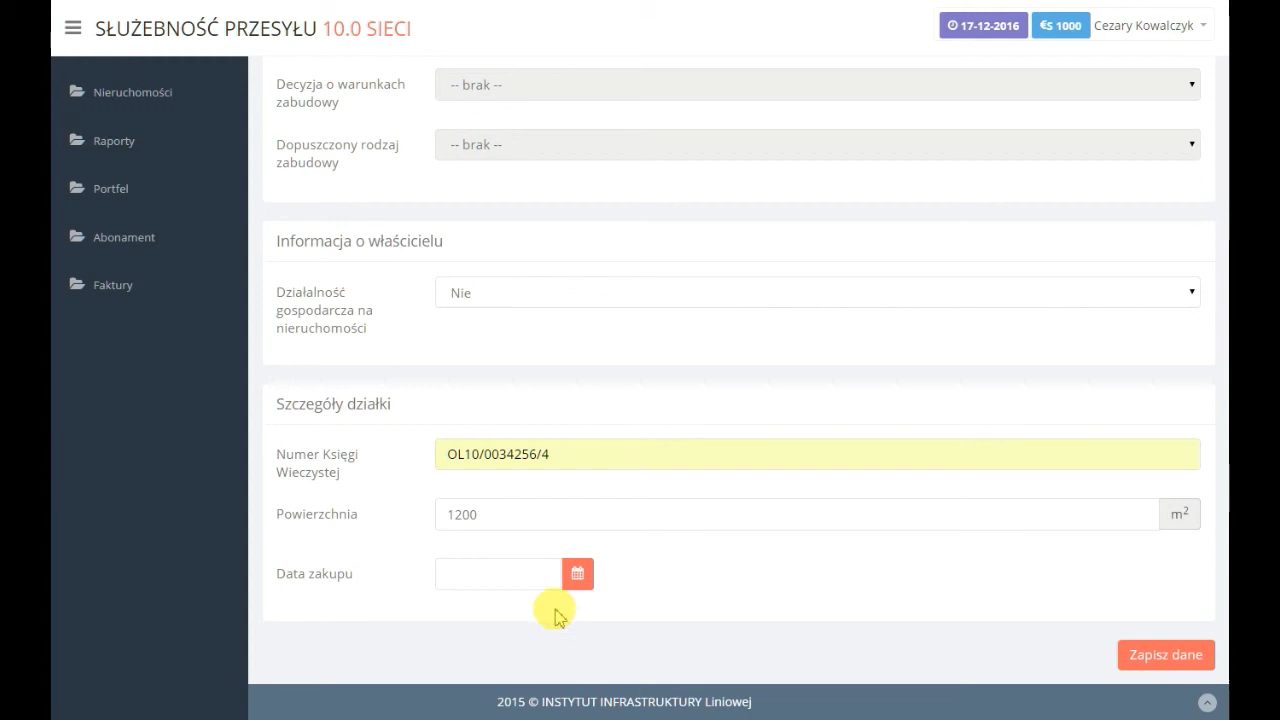 SŁUŻEBNOŚĆ PRZESYŁU 10.0 SIECI
17-12-2016
€$ 1000
Cezary Kowalczyk
Nieruchomości
Raporty
Portfel
Abonament
Faktury
Decyzja o warunkach
zabudowy
-- brak --
Dopuszczony rodzaj
zabudowy
-- brak --
Informacja o właścicielu
Działalność
gospodarcza na
nieruchomości
Nie
Szczegóły działki
Numer Księgi
Wieczystej
OL10/0034256/4
Powierzchnia
1200
m²
Data zakupu
Zapisz dane
2015 © INSTYTUT INFRASTRUKTURY Liniowej